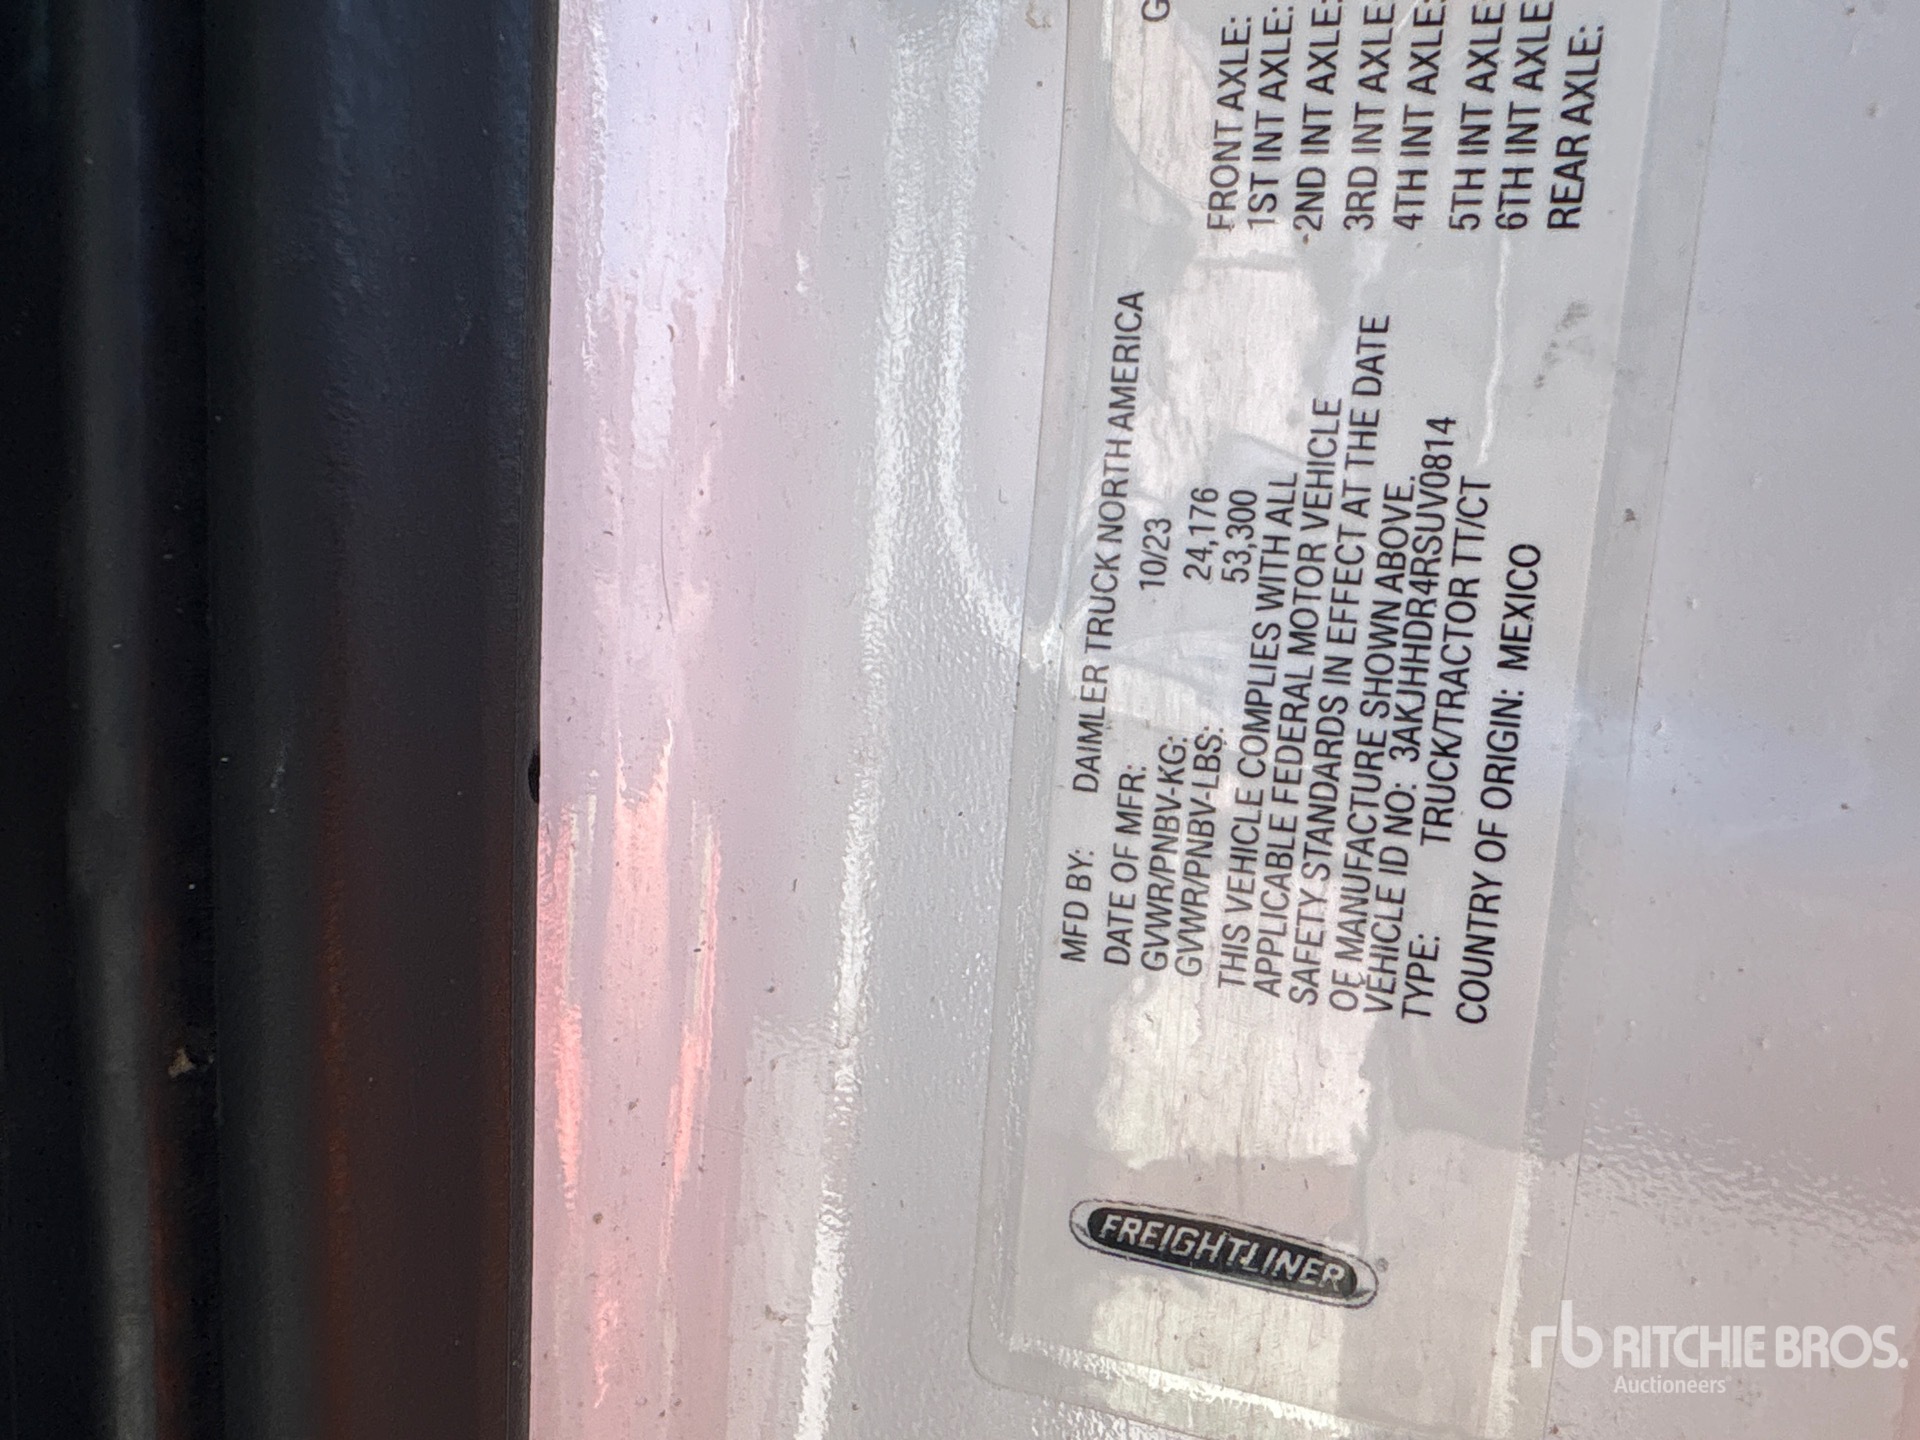 FREIGHTLINER
MFD BY: DAIMLER TRUCK NORTH AMERICA
DATE OF MFR: 10/23
GVWR/PNBV-KG: 24,176
GVWR/PNBV-LBS: 53,300
THIS VEHICLE COMPLIES WITH ALL
APPLICABLE FEDERAL MOTOR VEHICLE
SAFETY STANDARDS IN EFFECT AT THE DATE
OF MANUFACTURE SHOWN ABOVE.
VEHICLE ID NO: 3AKJHHDR4RSUV0814
TYPE: TRUCK/TRACTOR TT/CT
COUNTRY OF ORIGIN: MEXICO
G
FRONT AXLE:
1ST INT AXLE:
2ND INT AXLE:
3RD INT AXLE:
4TH INT AXLE:
5TH INT AXLE:
6TH INT AXLE
REAR AXLE:
rb RITCHIE BROS.
Auctioneers